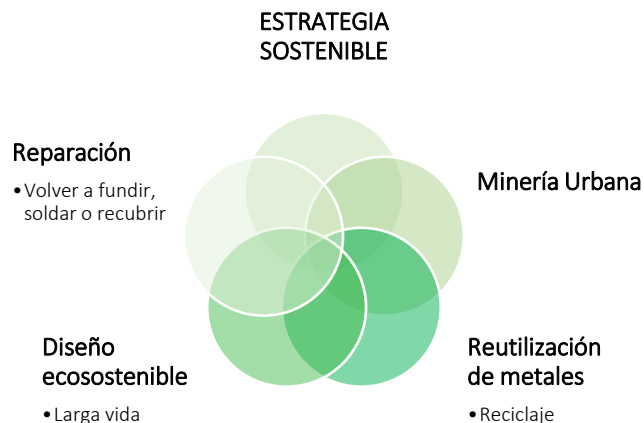 ESTRATEGIA
SOSTENIBLE
Reparación
•Volver a fundir,
soldar o recubrir
Minería Urbana
Diseño
ecosostenible
•Larga vida
Reutilización
de metales
•Reciclaje